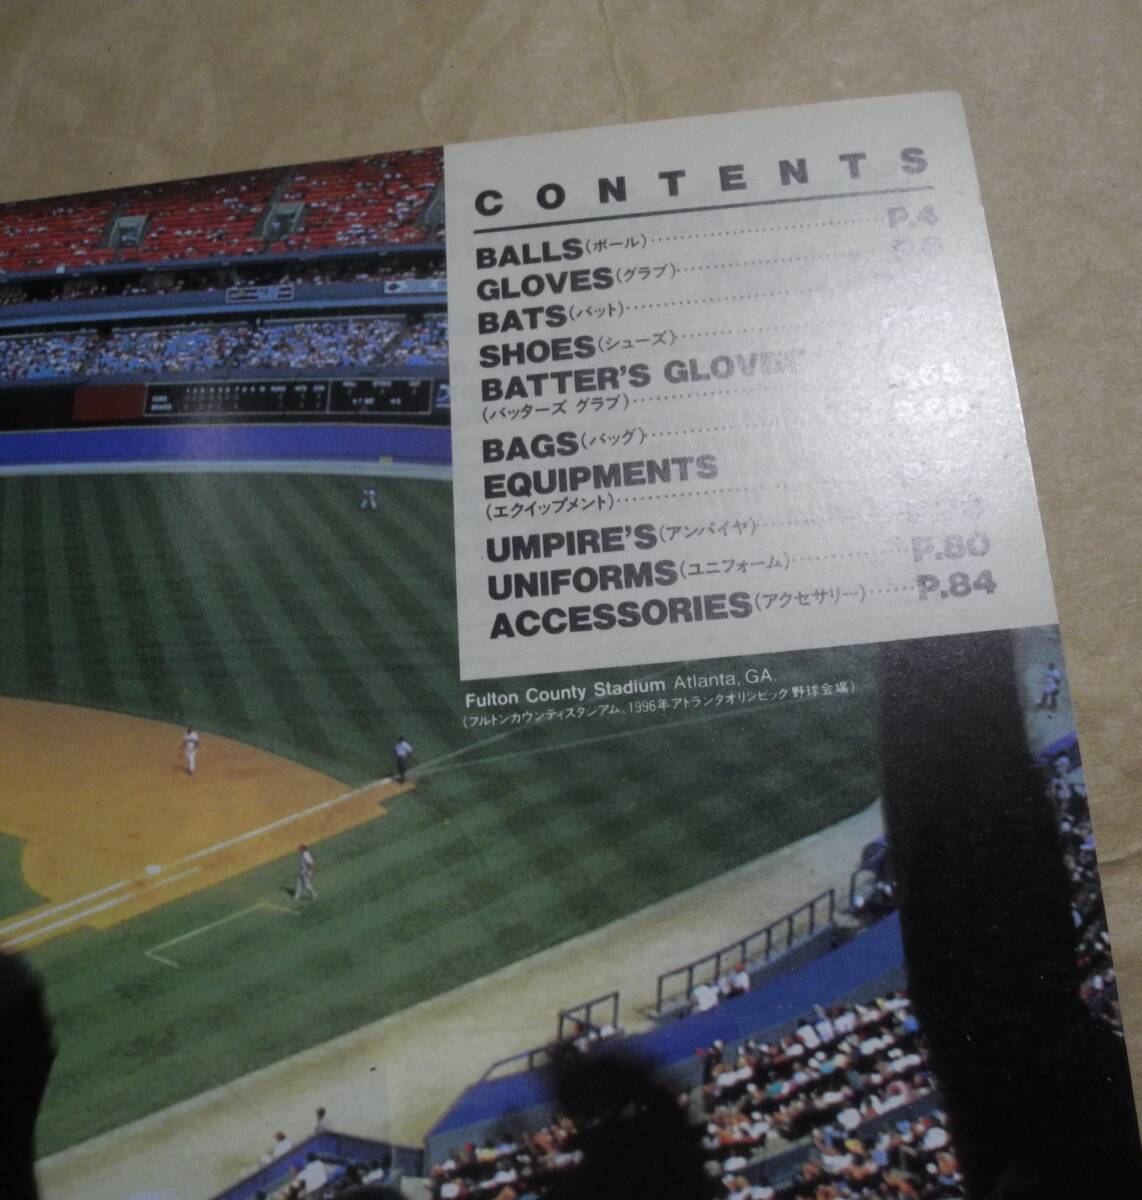 CONTENTS
BALLS(ボール)······P.4
GLOVES(グラブ)······
BATS(バット)······
SHOES(シューズ)······
BATTER'S GLOVES
(バッターズ グラブ)······
BAGS(バッグ)······
EQUIPMENTS
(エクイップメント)······
UMPIRE'S(アンパイヤ)······
UNIFORMS(ユニフォーム)······P.80
ACCESSORIES(アクセサリー)······P.84
Fulton County Stadium Atlanta, GA.
(フルトンカウンティスタジアム、1996年アトランタオリンピック野球会場)